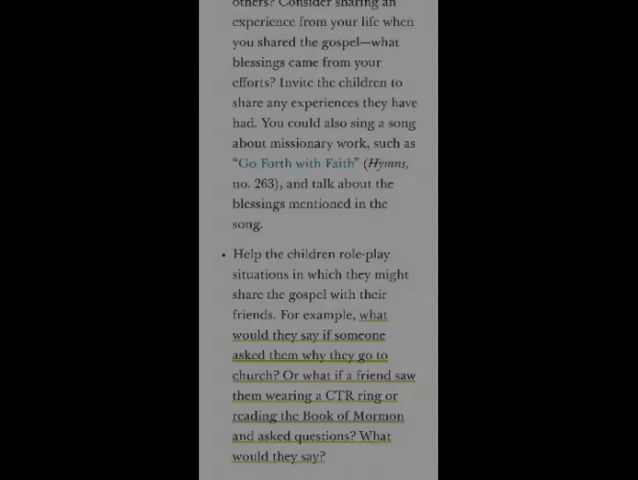 others? Consider sharing an
experience from your life when
you shared the gospel—what
blessings came from your
efforts? Invite the children to
share any experiences they have
had. You could also sing a song
about missionary work, such as
“Go Forth with Faith” (Hymns,
no. 263), and talk about the
blessings mentioned in the
song.
• Help the children role-play
situations in which they might
share the gospel with their
friends. For example, what
would they say if someone
asked them why they go to
church? Or what if a friend saw
them wearing a CTR ring or
reading the Book of Mormon
and asked questions? What
would they say?